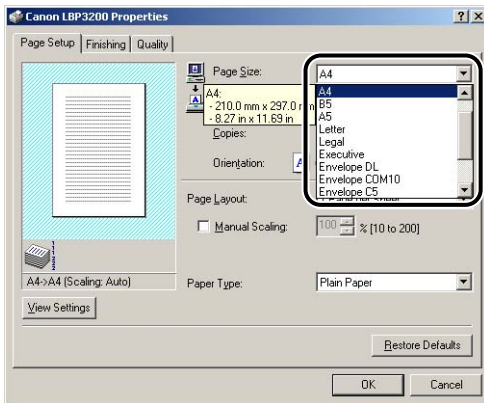 Canon LBP3200 Properties
Page Setup
Finishing
Quality
Page Size:
A4
A4:
- 210.0 mm x 297.0 mm
- 8.27 in x 11.69 in
A4
B5
A5
Letter
Legal
Executive
Envelope DL
Envelope COM10
Envelope C5
Copies:
Orientation:
A
Page Layout:
Manual Scaling:
100
% [10 to 200]
A4->A4 (Scaling: Auto)
Paper Type:
Plain Paper
View Settings
Restore Defaults
OK
Cancel